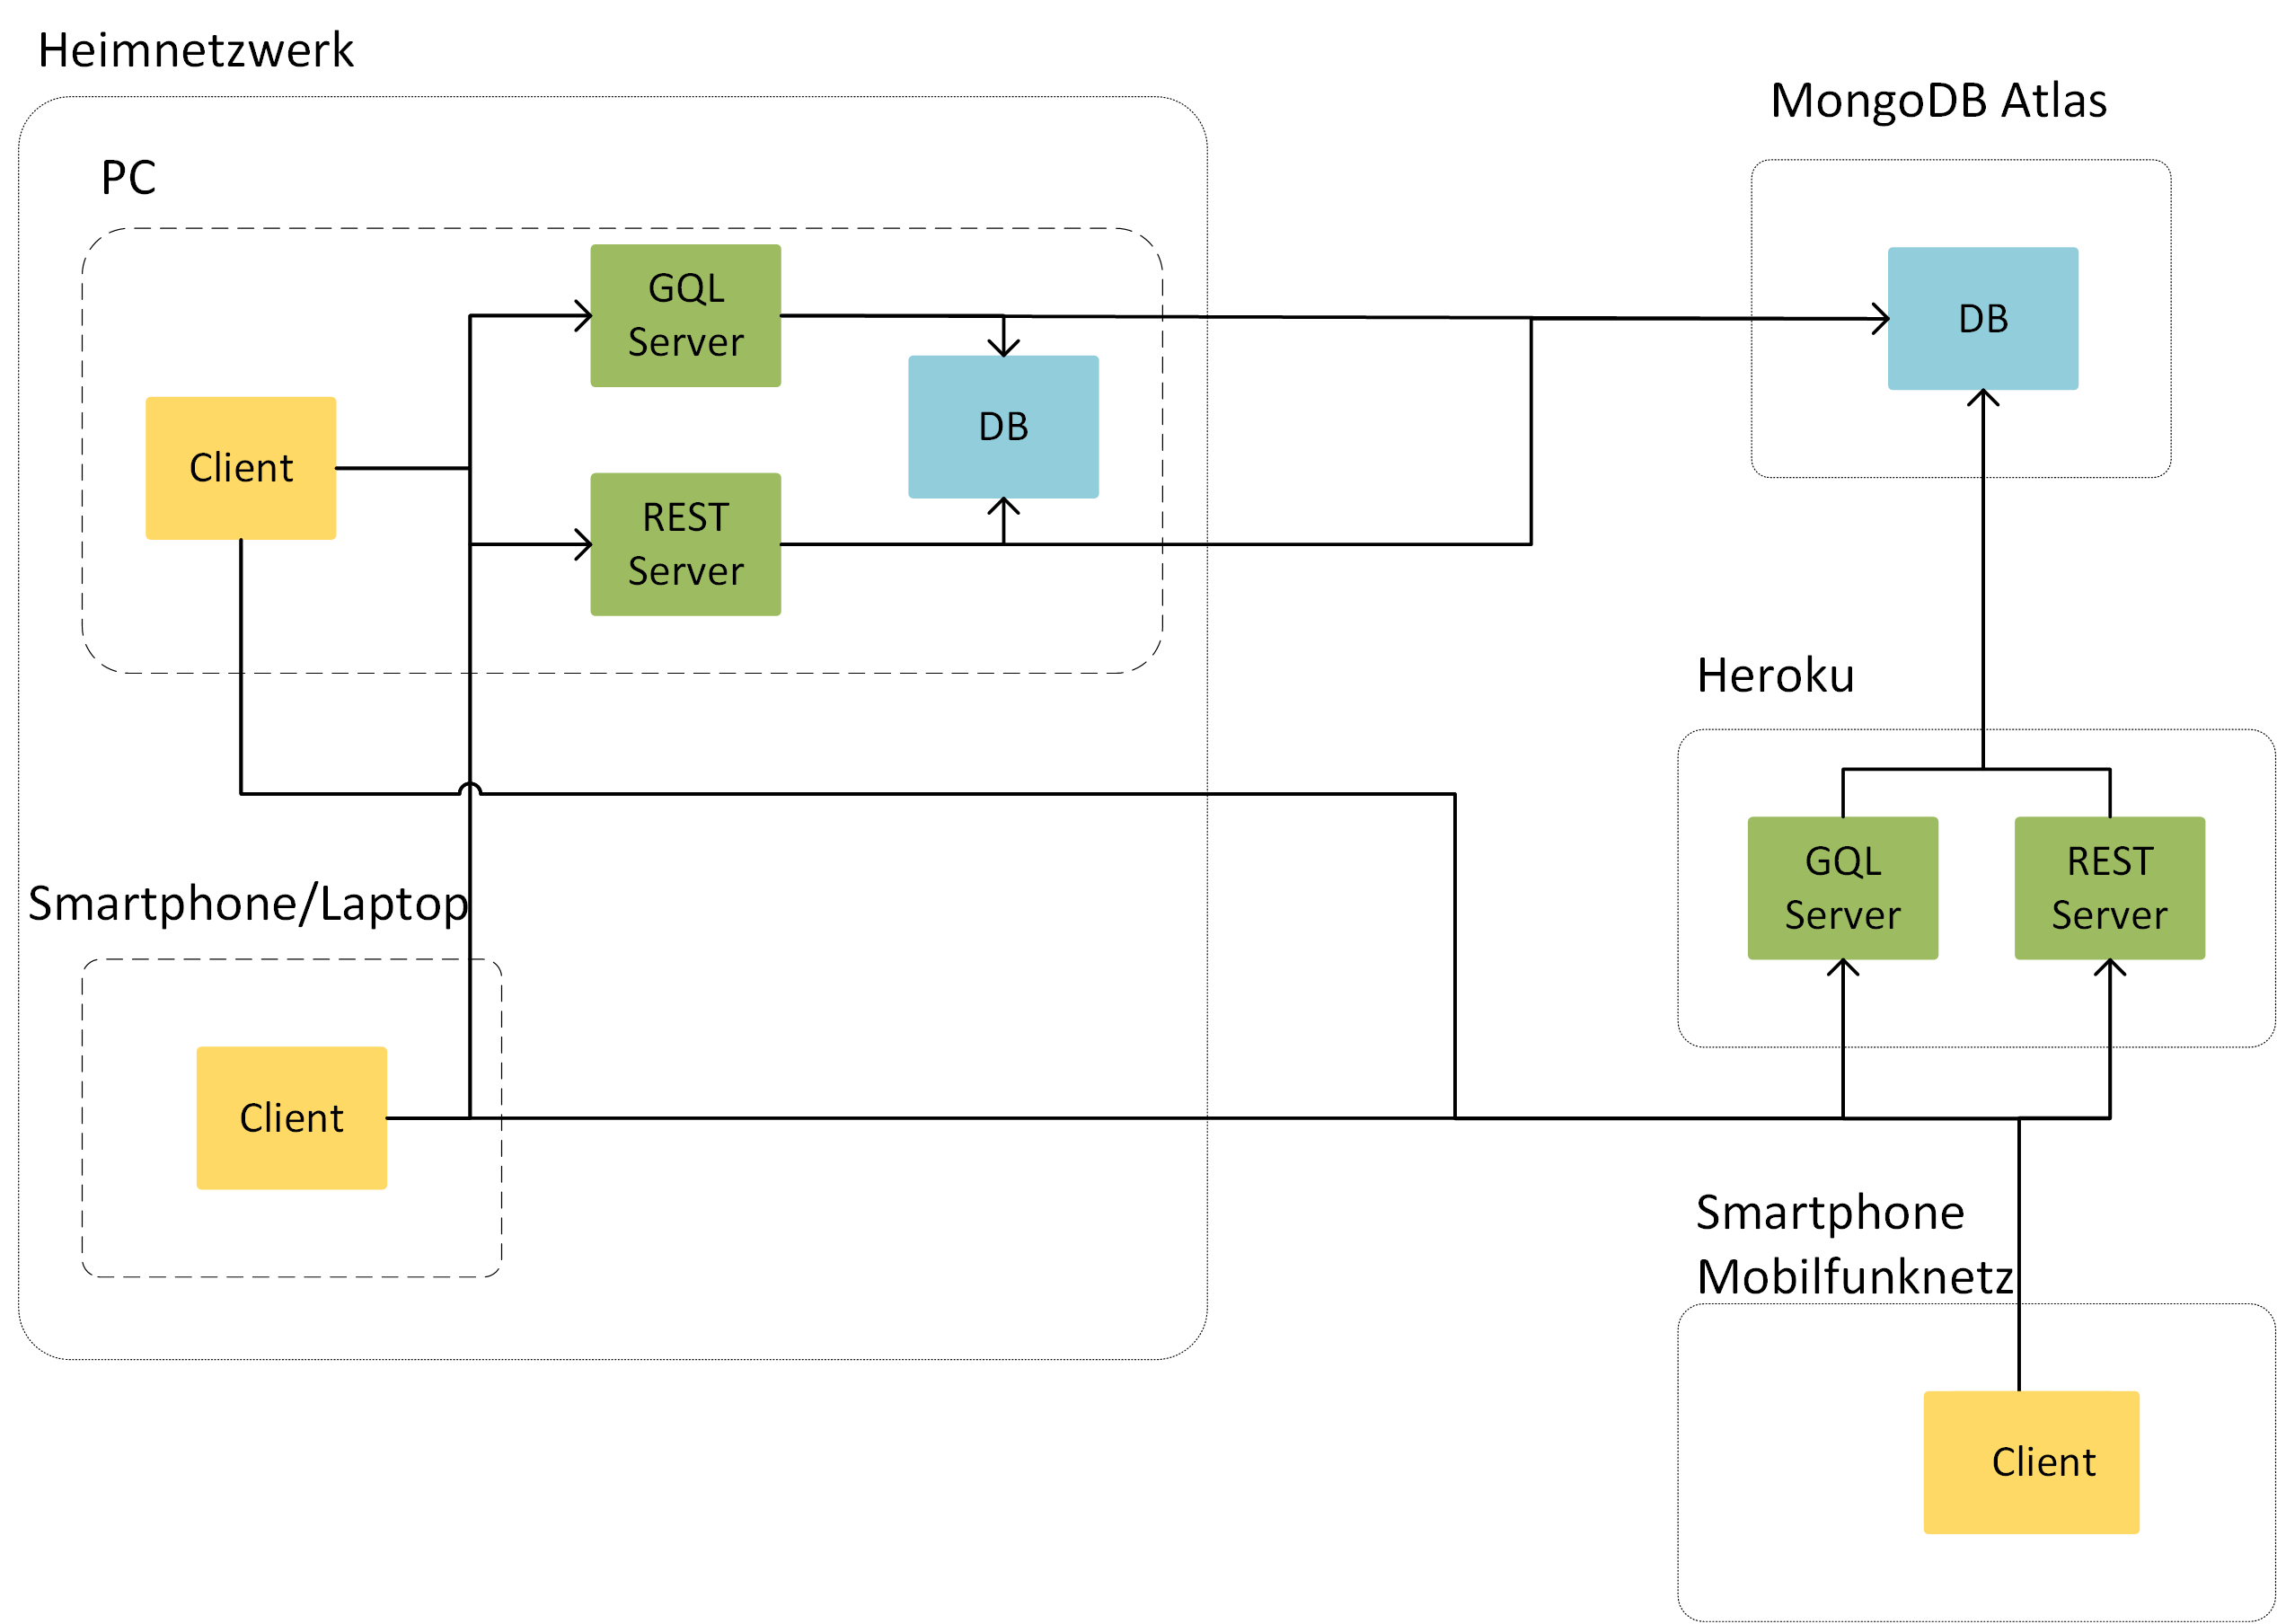 Heimnetzwerk
PC
GQL
Server
Client
REST
Server
DB
Smartphone/Laptop
Client
MongoDB Atlas
DB
Heroku
GQL
Server
REST
Server
Smartphone
Mobilfunknetz
Client